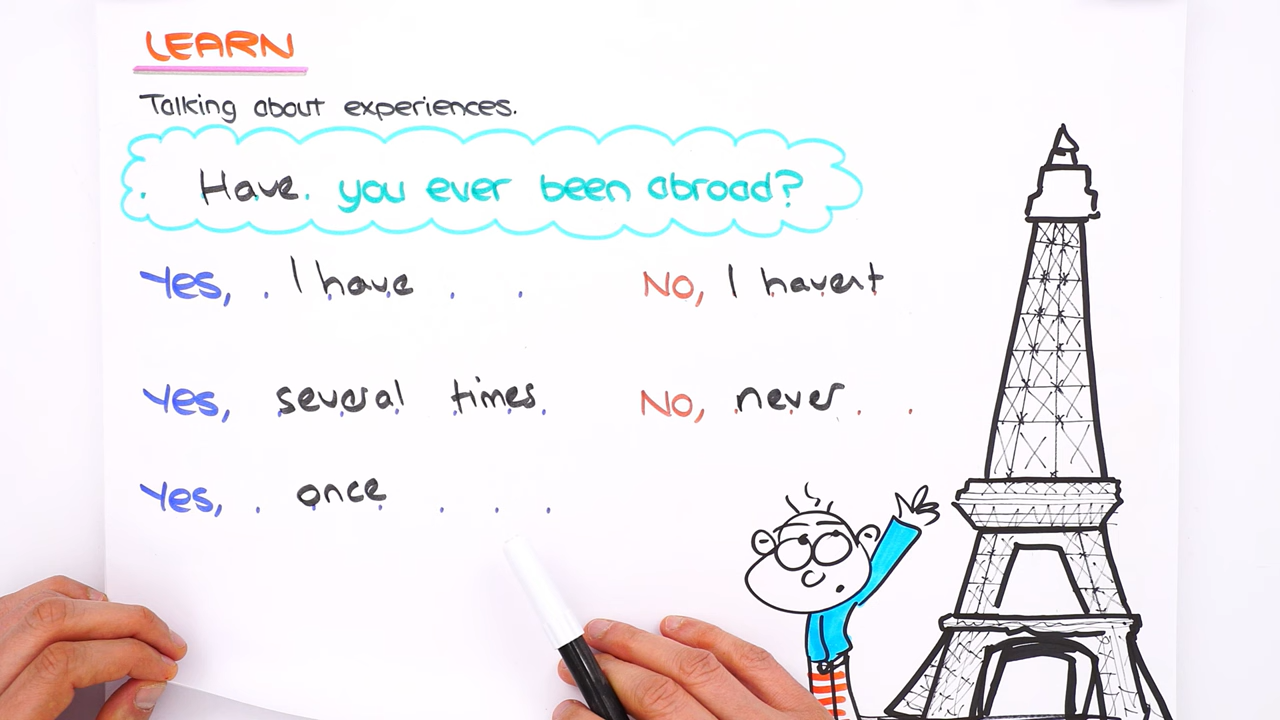 LEARN
Talking about experiences.
Have you ever been abroad?
Yes, I have
No, I havent
Yes, several times
No, never
Yes, once